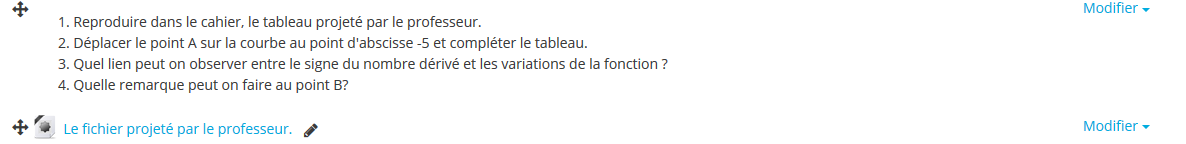 Modifier
1. Reproduire dans le cahier, le tableau projeté par le professeur.
2. Déplacer le point A sur la courbe au point d'abscisse -5 et compléter le tableau.
3. Quel lien peut on observer entre le signe du nombre dérivé et les variations de la fonction ?
4. Quelle remarque peut on faire au point B?
Le fichier projeté par le professeur.
Modifier